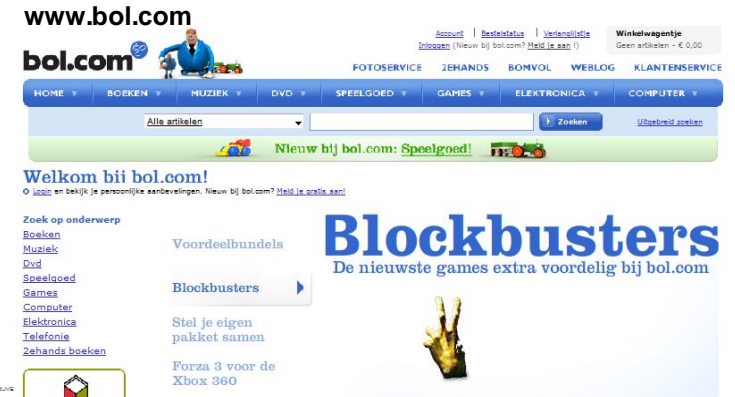 www.bol.com
bol.com
Account | Bestelstatus | Verlanglijstje
Inloggen (Nieuw bij bol.com? Meld je aan !)
Winkelwagentje
Geen artikelen - € 0,00
FOTOSERVICE 2EHANDS BOMVOL WEBLOG KLANTENSERVICE
HOME BOEKEN MUZIEK DVD SPEELGOED GAMES ELEKTRONICA COMPUTER
Alle artikelen Zoeken Uitgebreid zoeken
Nieuw bij bol.com: Speelgoed!
Welkom bij bol.com!
Login en bekijk je persoonlijke aanbevelingen. Nieuw bij bol.com? Meld je gratis aan!
Zoek op onderwerp
Boeken
Muziek
Dvd
Speelgoed
Games
Computer
Elektronica
Telefonie
2ehands boeken
Voordeelbundels
Blockbusters
Stel je eigen
pakket samen
Forza 3 voor de
Xbox 360
Blockbusters
De nieuwste games extra voordelig bij bol.com